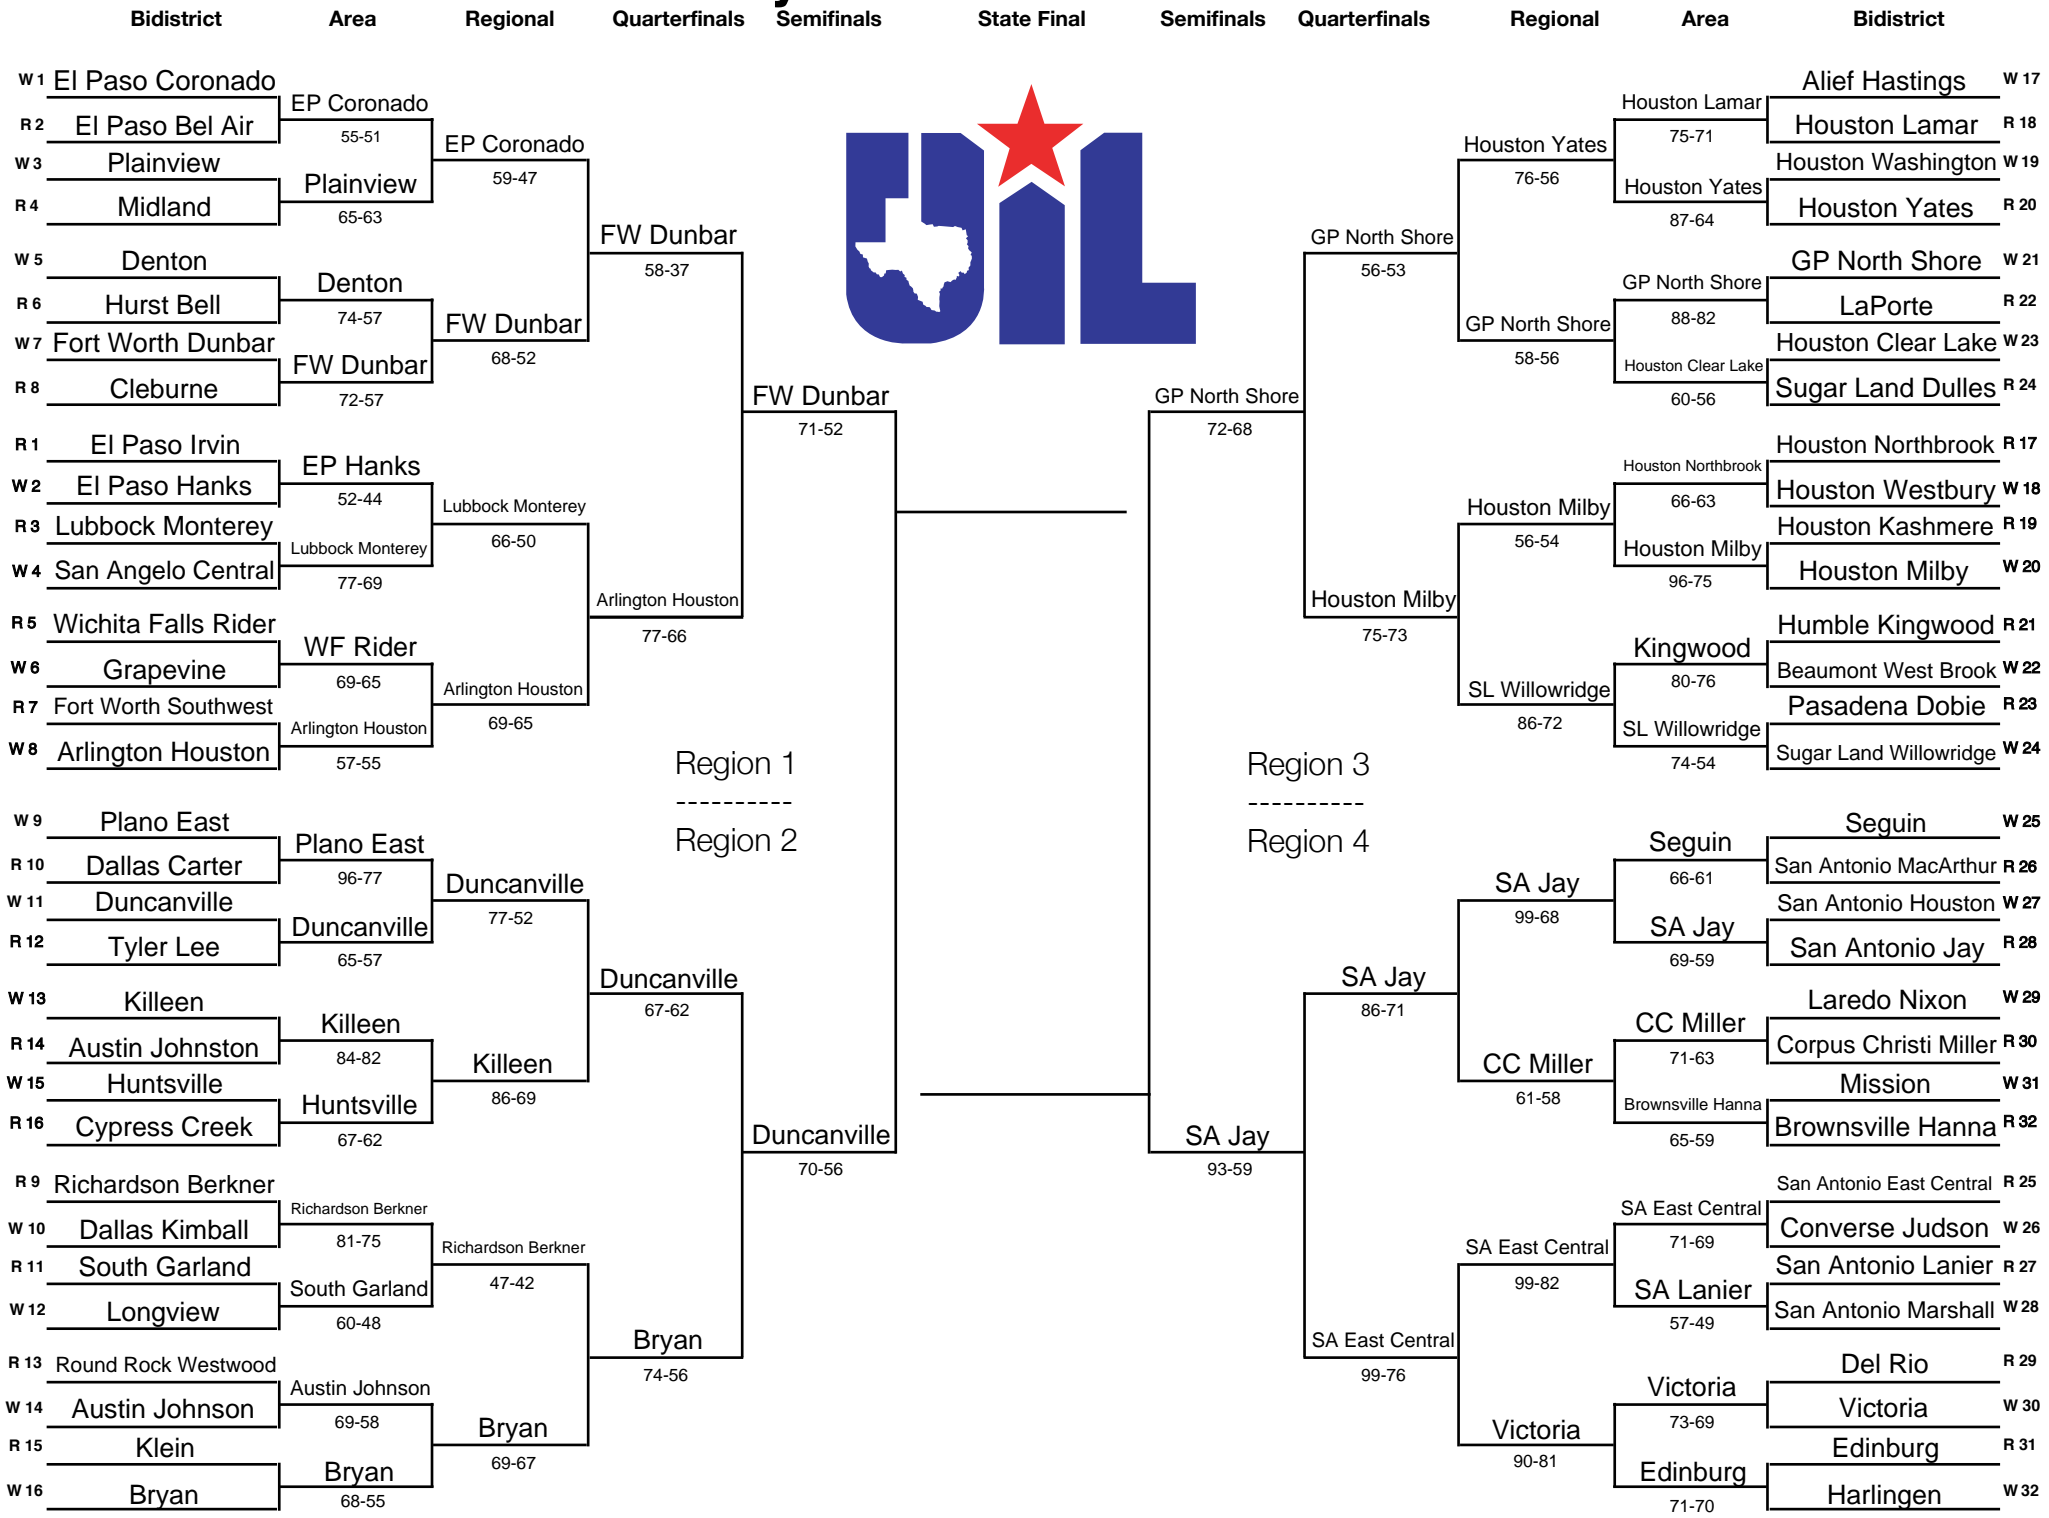 y
Bidistrict Area Regional Quarterfinals Semifinals State Final Semifinals Quarterfinals Regional Area Bidistrict
W 1 El Paso Coronado
EP Coronado
R 2 El Paso Bel Air
55-51
EP Coronado
59-47
W 3 Plainview
Plainview
R 4 Midland
65-63
FW Dunbar
58-37
W 5 Denton
Denton
R 6 Hurst Bell
74-57
FW Dunbar
68-52
W 7 Fort Worth Dunbar
FW Dunbar
R 8 Cleburne
72-57
FW Dunbar
71-52
R 1 El Paso Irvin
EP Hanks
W 2 El Paso Hanks
52-44
Lubbock Monterey
66-50
R 3 Lubbock Monterey
Lubbock Monterey
W 4 San Angelo Central
77-69
Arlington Houston
77-66
R 5 Wichita Falls Rider
WF Rider
W 6 Grapevine
69-65
Arlington Houston
69-65
R 7 Fort Worth Southwest
Arlington Houston
W 8 Arlington Houston
57-55
Region 1
----------
Region 2
W 9 Plano East
Plano East
R 10 Dallas Carter
96-77
Duncanville
77-52
W 11 Duncanville
Duncanville
R 12 Tyler Lee
65-57
Duncanville
67-62
W 13 Killeen
Killeen
R 14 Austin Johnston
84-82
Killeen
86-69
W 15 Huntsville
Huntsville
R 16 Cypress Creek
67-62
Duncanville
70-56
R 9 Richardson Berkner
Richardson Berkner
W 10 Dallas Kimball
81-75
Richardson Berkner
47-42
R 11 South Garland
South Garland
W 12 Longview
60-48
Bryan
74-56
R 13 Round Rock Westwood
Austin Johnson
W 14 Austin Johnson
69-58
Bryan
69-67
R 15 Klein
Bryan
W 16 Bryan
68-55
UIL
Alief Hastings W 17
Houston Lamar
Houston Lamar R 18
75-71
Houston Yates
76-56
Houston Washington W 19
Houston Yates
Houston Yates R 20
87-64
GP North Shore
56-53
GP North Shore W 21
GP North Shore
LaPorte R 22
88-82
GP North Shore
58-56
Houston Clear Lake W 23
Houston Clear Lake
Sugar Land Dulles R 24
60-56
GP North Shore
72-68
Houston Northbrook R 17
Houston Northbrook
Houston Westbury W 18
66-63
Houston Milby
56-54
Houston Kashmere R 19
Houston Milby
Houston Milby W 20
96-75
Houston Milby
75-73
Humble Kingwood R 21
Kingwood
Beaumont West Brook W 22
80-76
SL Willowridge
86-72
Pasadena Dobie R 23
SL Willowridge
Sugar Land Willowridge W 24
74-54
Region 3
----------
Region 4
Seguin W 25
Seguin
San Antonio MacArthur R 26
66-61
SA Jay
99-68
San Antonio Houston W 27
SA Jay
San Antonio Jay R 28
69-59
SA Jay
86-71
Laredo Nixon W 29
CC Miller
Corpus Christi Miller R 30
71-63
CC Miller
61-58
Mission W 31
Brownsville Hanna
Brownsville Hanna R 32
65-59
SA Jay
93-59
San Antonio East Central R 25
SA East Central
Converse Judson W 26
71-69
SA East Central
99-82
San Antonio Lanier R 27
SA Lanier
San Antonio Marshall W 28
57-49
SA East Central
99-76
Del Rio R 29
Victoria
Victoria W 30
73-69
Victoria
90-81
Edinburg R 31
Edinburg
Harlingen W 32
71-70